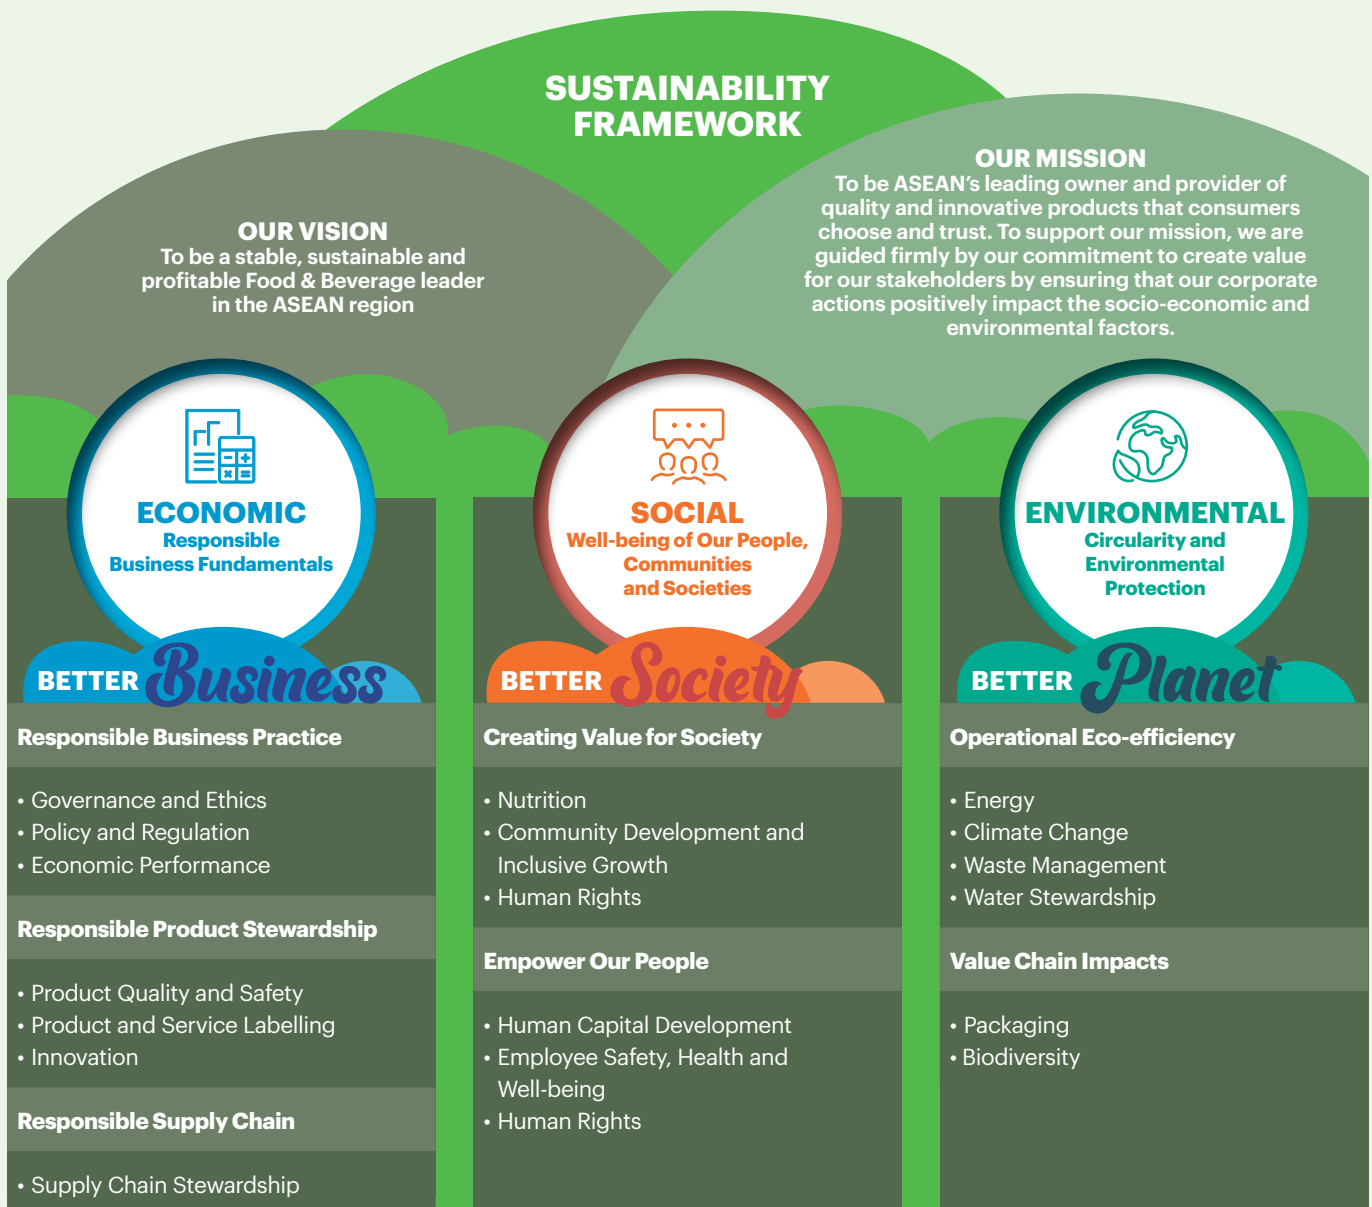 SUSTAINABILITY
FRAMEWORK
OUR VISION
To be a stable, sustainable and
profitable Food & Beverage leader
in the ASEAN region
OUR MISSION
To be ASEAN’s leading owner and provider of
quality and innovative products that consumers
choose and trust. To support our mission, we are
guided firmly by our commitment to create value
for our stakeholders by ensuring that our corporate
actions positively impact the socio-economic and
environmental factors.
ECONOMIC
Responsible
Business Fundamentals
BETTER Business
Responsible Business Practice
• Governance and Ethics
• Policy and Regulation
• Economic Performance
Responsible Product Stewardship
• Product Quality and Safety
• Product and Service Labelling
• Innovation
Responsible Supply Chain
• Supply Chain Stewardship
SOCIAL
Well-being of Our People,
Communities
and Societies
BETTER Society
Creating Value for Society
• Nutrition
• Community Development and
Inclusive Growth
• Human Rights
Empower Our People
• Human Capital Development
• Employee Safety, Health and
Well-being
• Human Rights
ENVIRONMENTAL
Circularity and
Environmental
Protection
BETTER Planet
Operational Eco-efficiency
• Energy
• Climate Change
• Waste Management
• Water Stewardship
Value Chain Impacts
• Packaging
• Biodiversity